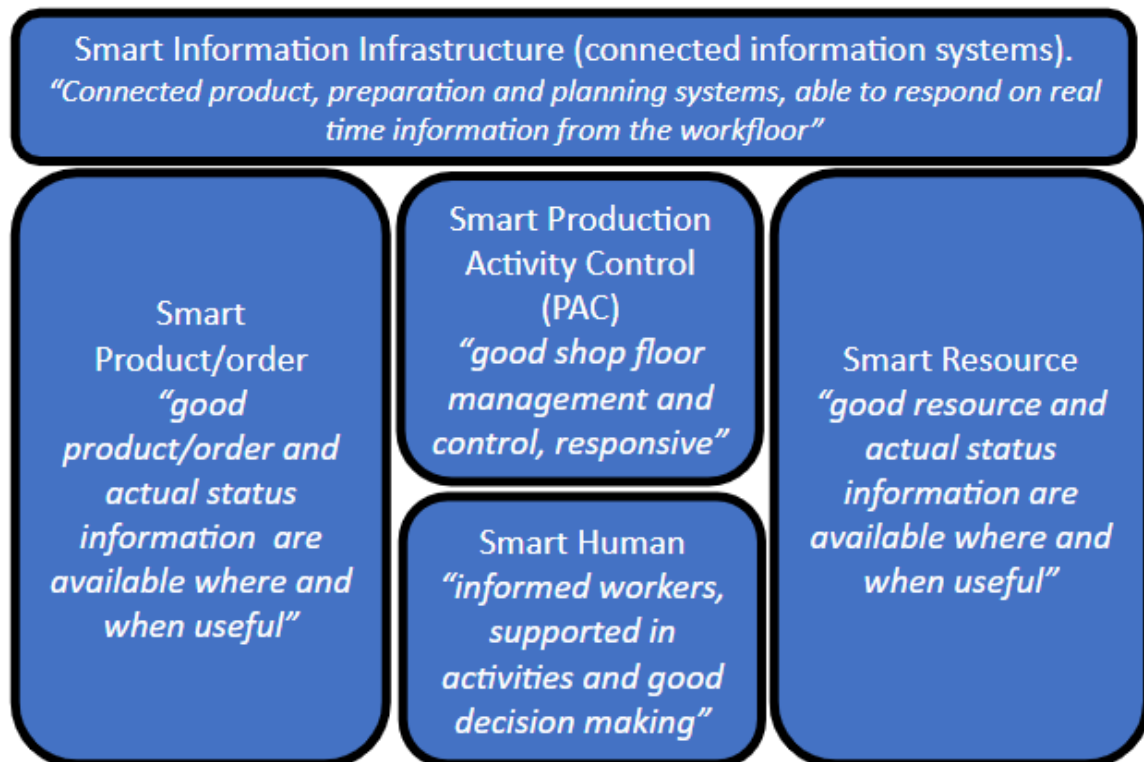 Smart Information Infrastructure (connected information systems).
“Connected product, preparation and planning systems, able to respond on real
time information from the workfloor”
Smart
Product/order
“good
product/order and
actual status
information are
available where and
when useful”
Smart Production
Activity Control
(PAC)
“good shop floor
management and
control, responsive”
Smart Human
“informed workers,
supported in
activities and good
decision making”
Smart Resource
“good resource and
actual status
information are
available where and
when useful”